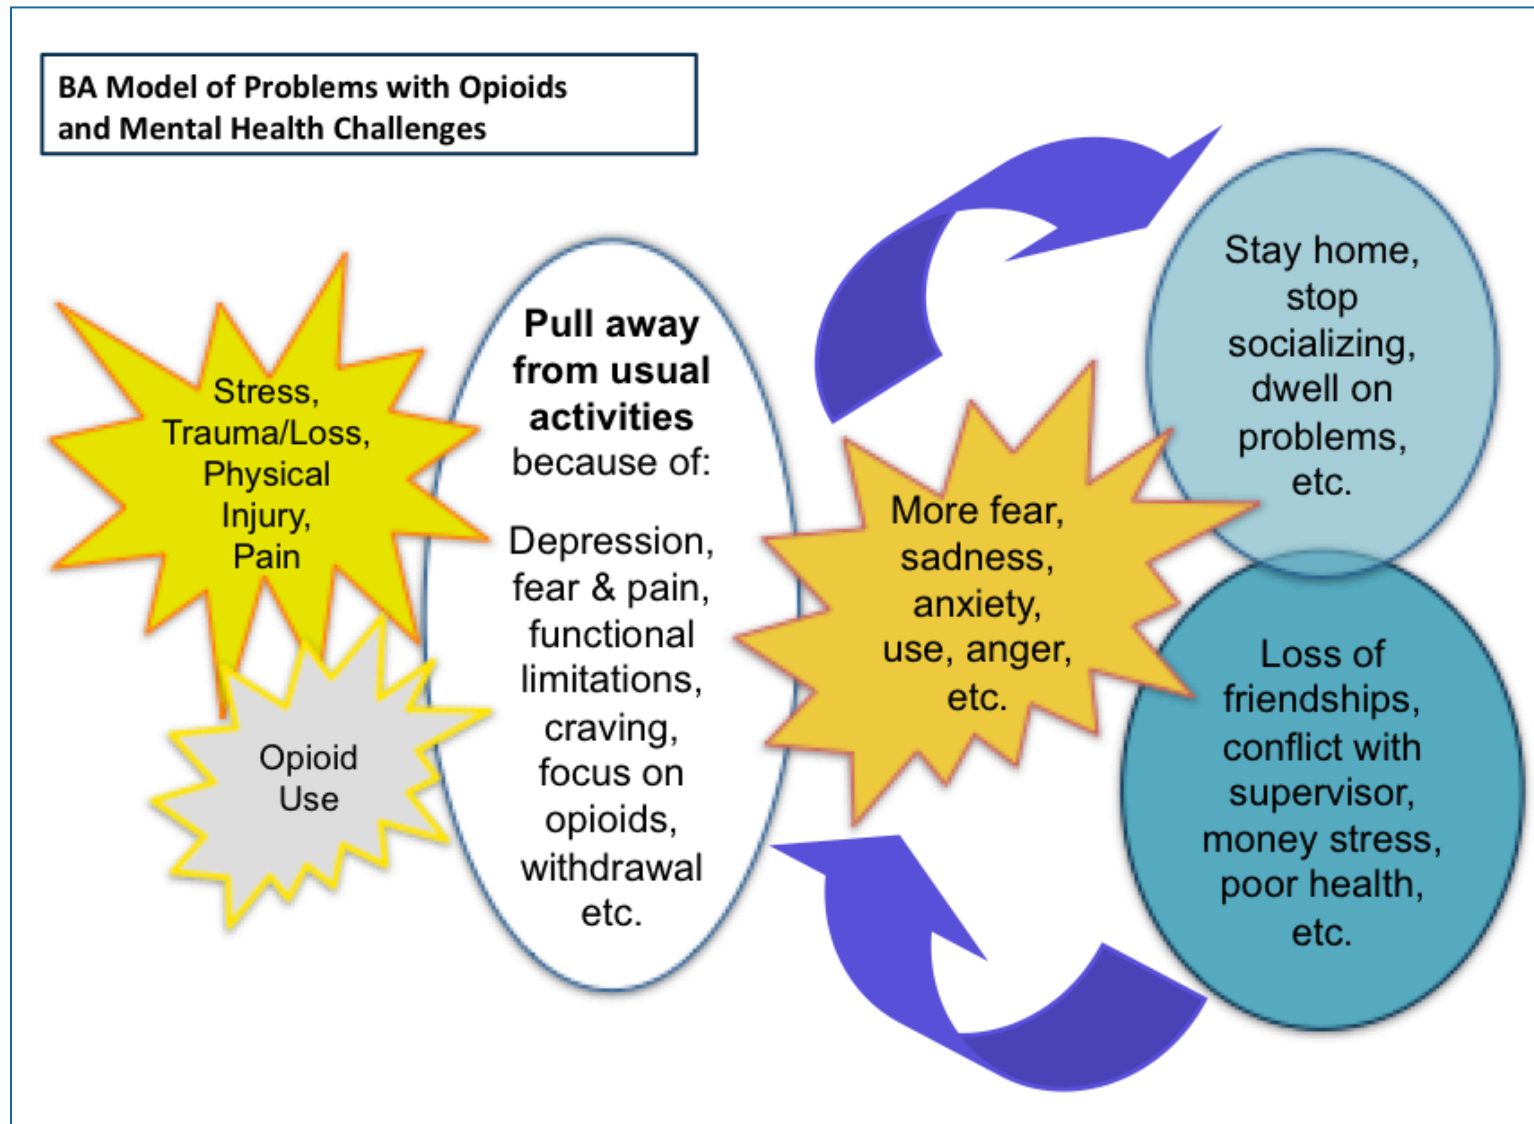 BA Model of Problems with Opioids
and Mental Health Challenges
Stress,
Trauma/Loss,
Physical
Injury,
Pain
Opioid
Use
Pull away
from usual
activities
because of:
Depression,
fear & pain,
functional
limitations,
craving,
focus on
opioids,
withdrawal
etc.
More fear,
sadness,
anxiety,
use, anger,
etc.
Stay home,
stop
socializing,
dwell on
problems,
etc.
Loss of
friendships,
conflict with
supervisor,
money stress,
poor health,
etc.